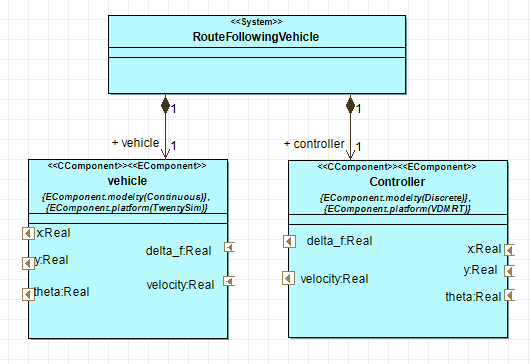 <<System>>
RouteFollowingVehicle
1
1
+ vehicle
1
+ controller
1
<<CComponent>><<EComponent>>
vehicle
{EComponent.modelty(Continuous)},
{EComponent.platform(TwentySim)}
x:Real
y:Real
theta:Real
delta_f:Real
velocity:Real
<<CComponent>><<EComponent>>
Controller
{EComponent.modelty(Discrete)},
{EComponent.platform(VDMRT)}
delta_f:Real
velocity:Real
x:Real
y:Real
theta:Real